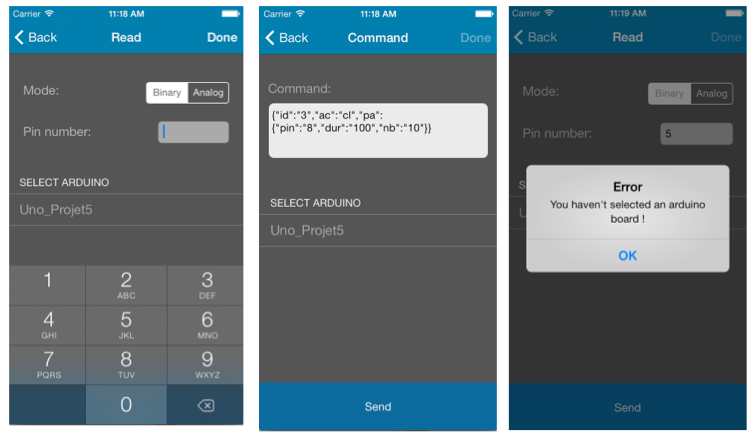 Carrier 11:18 AM
Back Read Done
Mode: Binary Analog
Pin number:
SELECT ARDUINO
Uno_Projet5
1 2 3
ABC DEF
4 5 6
GHI JKL MNO
7 8 9
PQRS TUV WXYZ
0
Carrier 11:18 AM
Back Command Done
Command:
{"id":"3","ac":"cl","pa":
{"pin":"8","dur":"100","nb":"10"}}
SELECT ARDUINO
Uno_Projet5
Send
Carrier 11:19 AM
Back Read Done
Mode: Binary Analog
Pin number: 5
S
U
Error
You haven't selected an arduino
board !
OK
Send